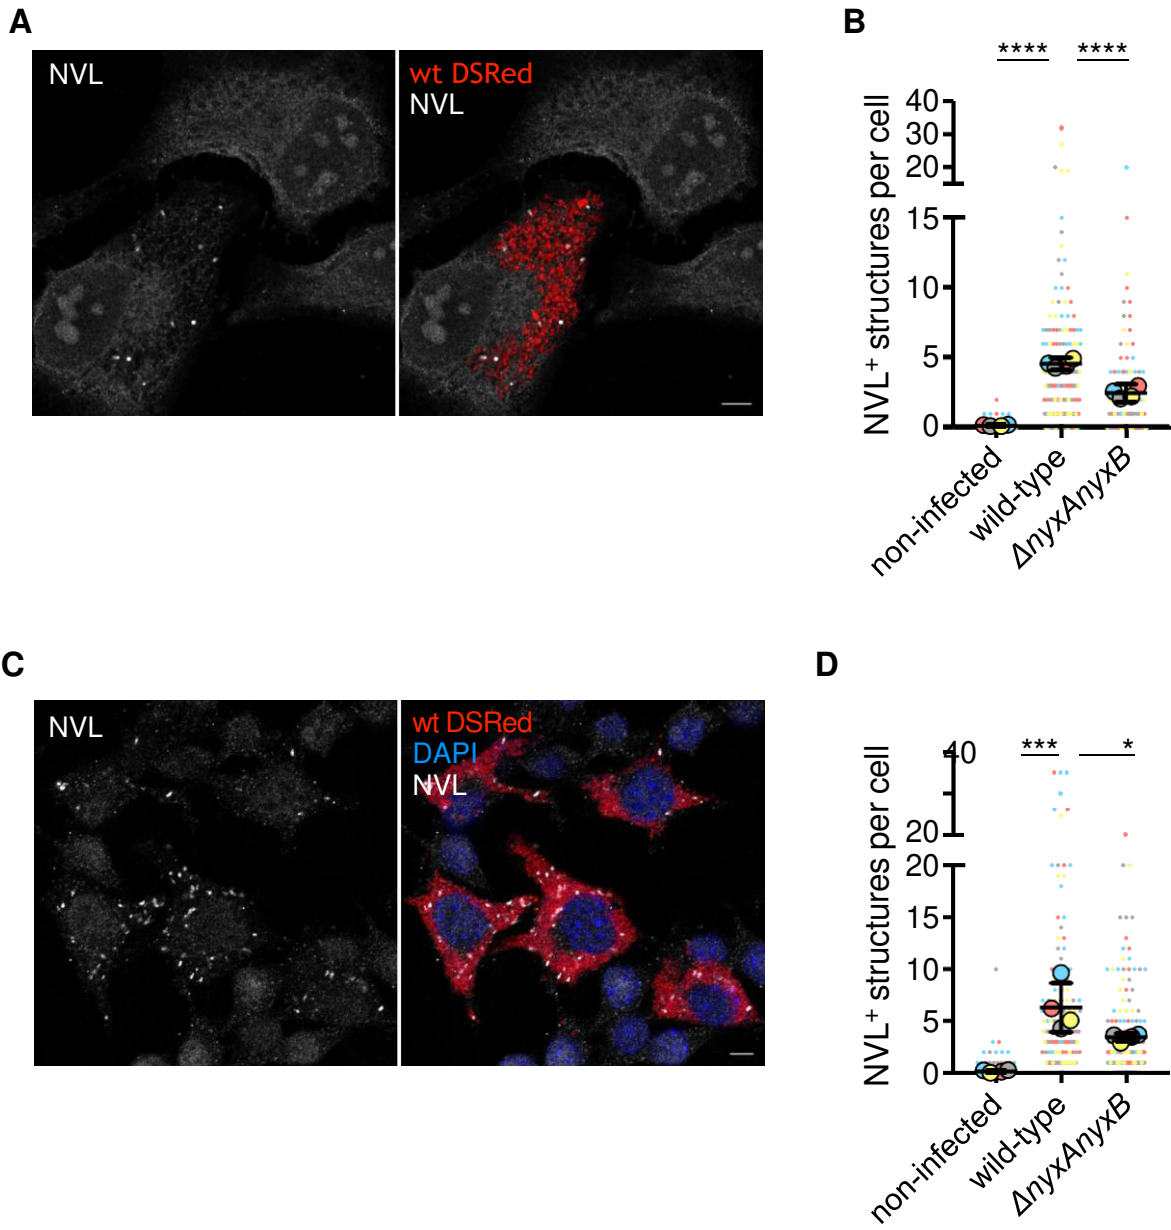 A
NVL
wt DSRed
NVL
B
**** ****
NVL+ structures per cell
40
30
20
15
10
5
0
non-infected
wild-type
ΔnyxAnyxB
C
NVL
wt DSRed
DAPI
NVL
D
*** *
NVL+ structures per cell
40
20
20
15
10
5
0
non-infected
wild-type
ΔnyxAnyxB